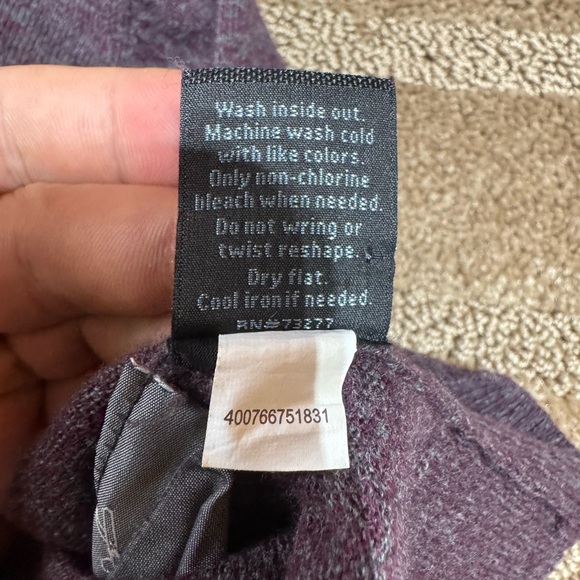 Wash inside out.
Machine wash cold
with like colors.
Only non-chlorine
bleach when needed.
Do not wring or
twist reshape.
Dry flat.
Cool iron if needed.
RN#73277
400766751831